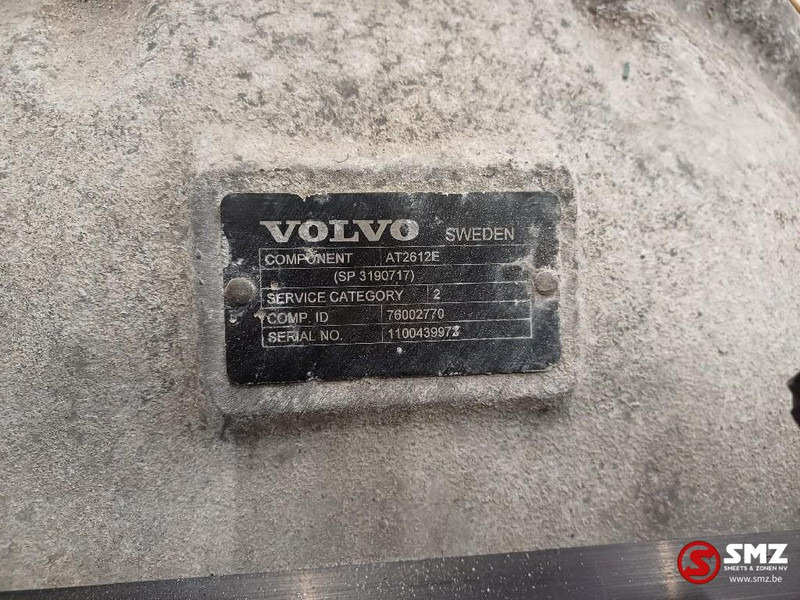 VOLVO SWEDEN
COMPONENT AT2612E
(SP 3190717)
SERVICE CATEGORY 2
COMP. ID 76002770
SERIAL NO.
SMZ
SHEETS & ZONEN NV
www.smz.be